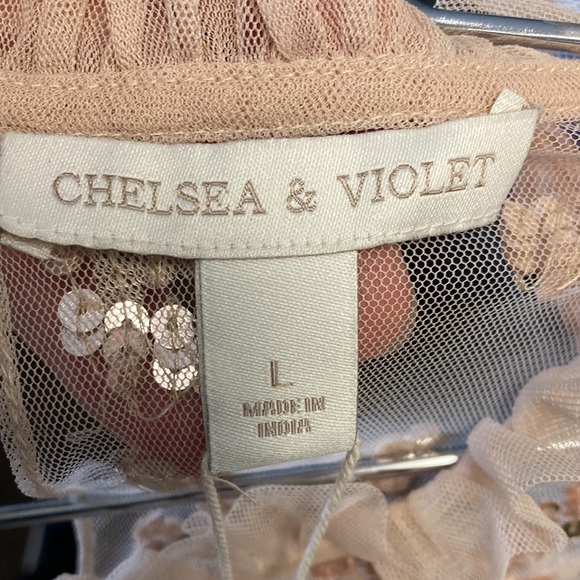 CHELSEA & VIOLET
L
MADE IN
INDIA